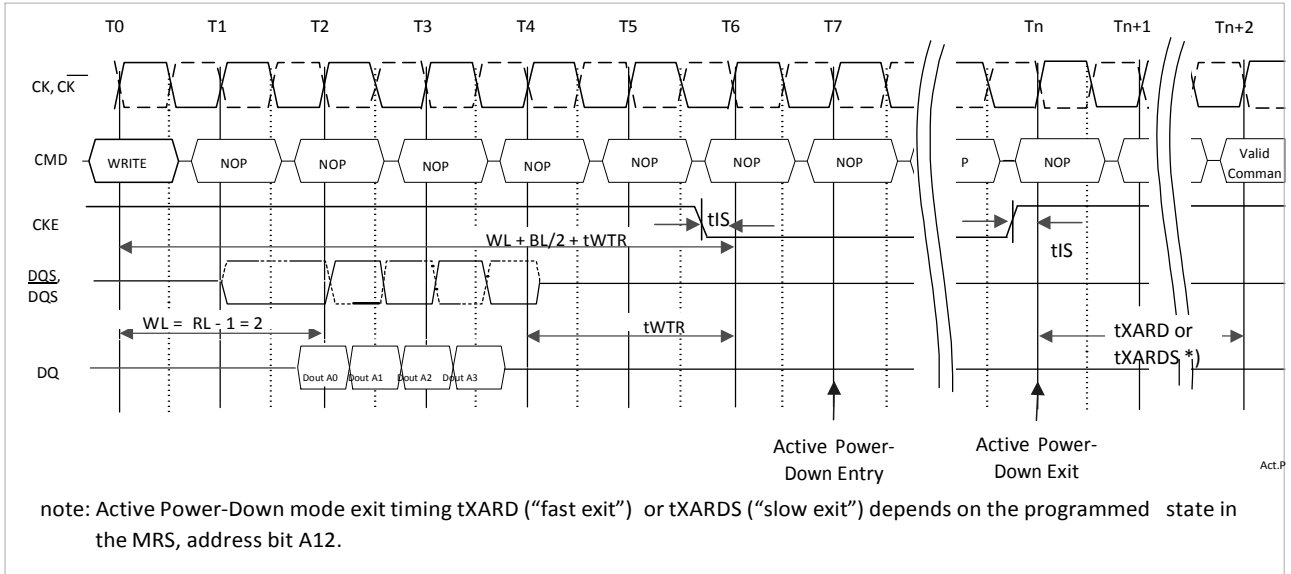 T0 T1 T2 T3 T4 T5 T6 T7 Tn Tn+1 Tn+2
CK, CK
CMD WRITE NOP NOP NOP NOP NOP NOP NOP P NOP Valid
Comman
CKE tIS tIS
WL + BL/2 + tWTR
DQS,
DQS
WL = RL - 1 = 2 tWTR tXARD or
tXARDS *)
DQ Dout A0 Dout A1 Dout A2 Dout A3
Active Power-
Down Entry
Active Power-
Down Exit
Act.P
note: Active Power-Down mode exit timing tXARD (“fast exit”) or tXARDS (“slow exit”) depends on the programmed state in
the MRS, address bit A12.